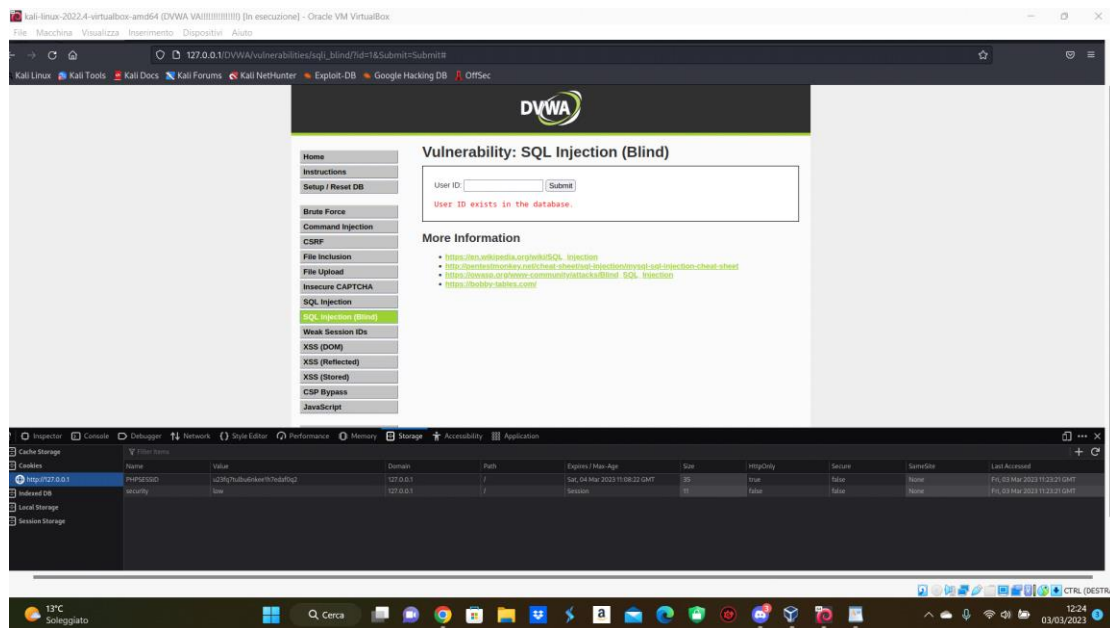 kali-linux-2022.4-virtualbox-amd64 (DVWA VAI!!!!!!!!!!!!!!) [In esecuzione] - Oracle VM VirtualBox
File Macchina Visualizza Inserimento Dispositivi Aiuto
127.0.0.1/DVWA/vulnerabilities/sqli_blind/?id=1&Submit=Submit#
Kali Linux Kali Tools Kali Docs Kali Forums Kali NetHunter Exploit-DB Google Hacking DB OffSec
DVWA
Home
Instructions
Setup / Reset DB
Brute Force
Command Injection
CSRF
File Inclusion
File Upload
Insecure CAPTCHA
SQL Injection
SQL Injection (Blind)
Weak Session IDs
XSS (DOM)
XSS (Reflected)
XSS (Stored)
CSP Bypass
JavaScript
Vulnerability: SQL Injection (Blind)
User ID: Submit
User ID exists in the database.
More Information
https://en.wikipedia.org/wiki/SQL_injection
http://pentestmonkey.net/cheat-sheet/sql-injection/mysql-sql-injection-cheat-sheet
https://owasp.org/www-community/attacks/Blind_SQL_Injection
https://bobby-tables.com/
Inspector Console Debugger Network Style Editor Performance Memory Storage Accessibility Application
Cache Storage Filter Items
Cookies Name Value Domain Path Expires / Max-Age Size HttpOnly Secure SameSite Last Accessed
http://127.0.0.1 PHPSESSID 127.0.0.1 / Sat, 04 Mar 2023 11:08:22 GMT 35 true false None Fri, 03 Mar 2023 11:23:21 GMT
Indexed DB security low 127.0.0.1 / Session 11 false false None Fri, 03 Mar 2023 11:23:21 GMT
Local Storage
Session Storage
CTRL (DESTRA
13°C
Soleggiato
Cerca
12:24
03/03/2023